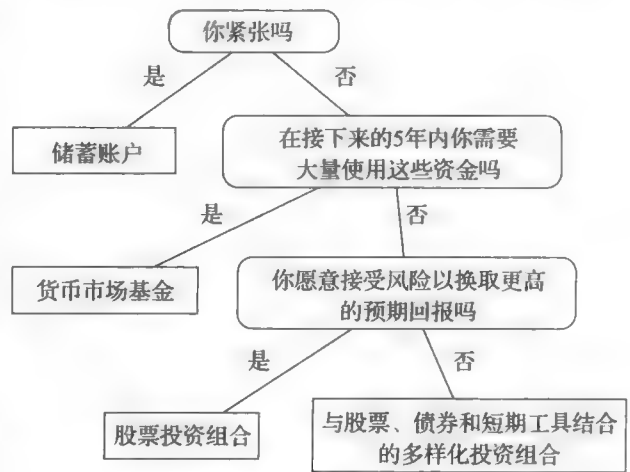 你紧张吗
是
否
储蓄账户
在接下来的5年内你需要
大量使用这些资金吗
是
否
货币市场基金
你愿意接受风险以换取更高
的预期回报吗
是
否
股票投资组合
与股票、债券和短期工具结合
的多样化投资组合